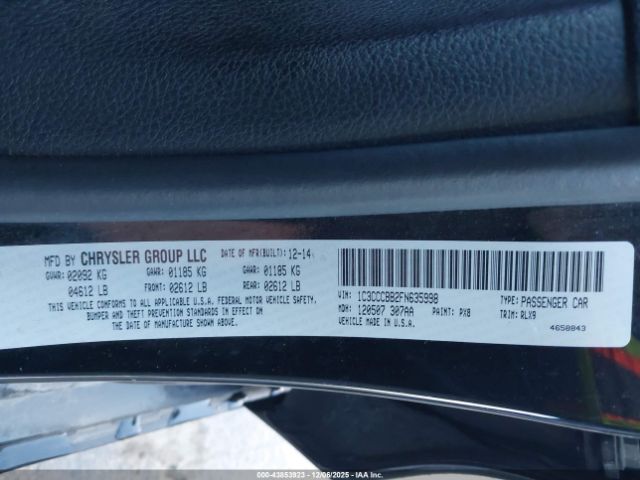 MFD BY CHRYSLER GROUP LLC DATE OF MFR(BUILT): 12-14
GVWR: 02092 KG GAWR: 01185 KG GAWR: 01185 KG
04612 LB FRONT: 02612 LB REAR: 02612 LB
THIS VEHICLE CONFORMS TO ALL APPLICABLE U.S.A. FEDERAL MOTOR VEHICLE SAFETY,
BUMPER AND THEFT PREVENTION STANDARDS IN EFFECT ON
THE DATE OF MANUFACTURE SHOWN ABOVE.
VIN: 1C3CCCBB2FN635998 TYPE: PASSENGER CAR
MDH: 120507 307AA PAINT: PX8 TRIM: RLX9
VEHICLE MADE IN U.S.A. 4658843
000-43853923 - 12/06/2025 - IAAI.COM